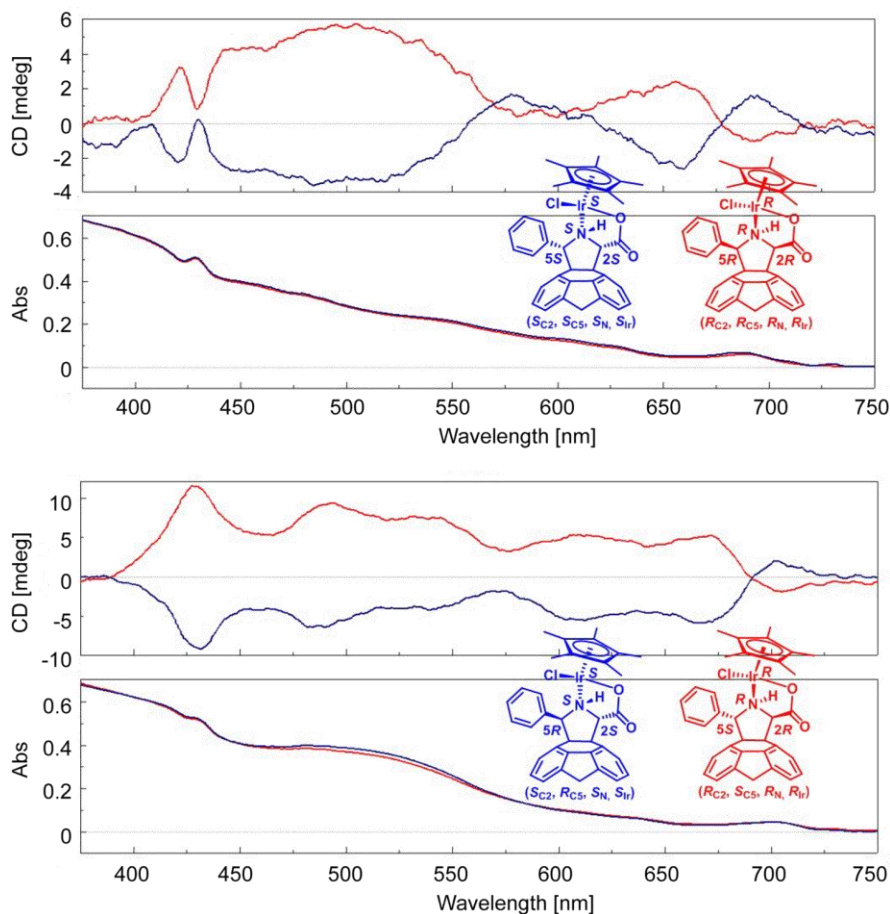 6
4
2
0
-2
-4
CD [mdeg]
Cl Ir S O
S N H
5S 2S O
(SC2, SC5, SN, SIr)
Cl Ir R O
R N H
5R 2R O
(RC2, RC5, RN, RIr)
0.6
0.4
0.2
0
Abs
400 450 500 550 600 650 700 750
Wavelength [nm]
10
5
0
-5
-10
CD [mdeg]
Cl Ir S O
S N H
5R 2S O
(SC2, RC5, SN, SIr)
Cl Ir R O
R N H
5S 2R O
(RC2, SC5, RN, RIr)
0.6
0.4
0.2
0
Abs
400 450 500 550 600 650 700 750
Wavelength [nm]